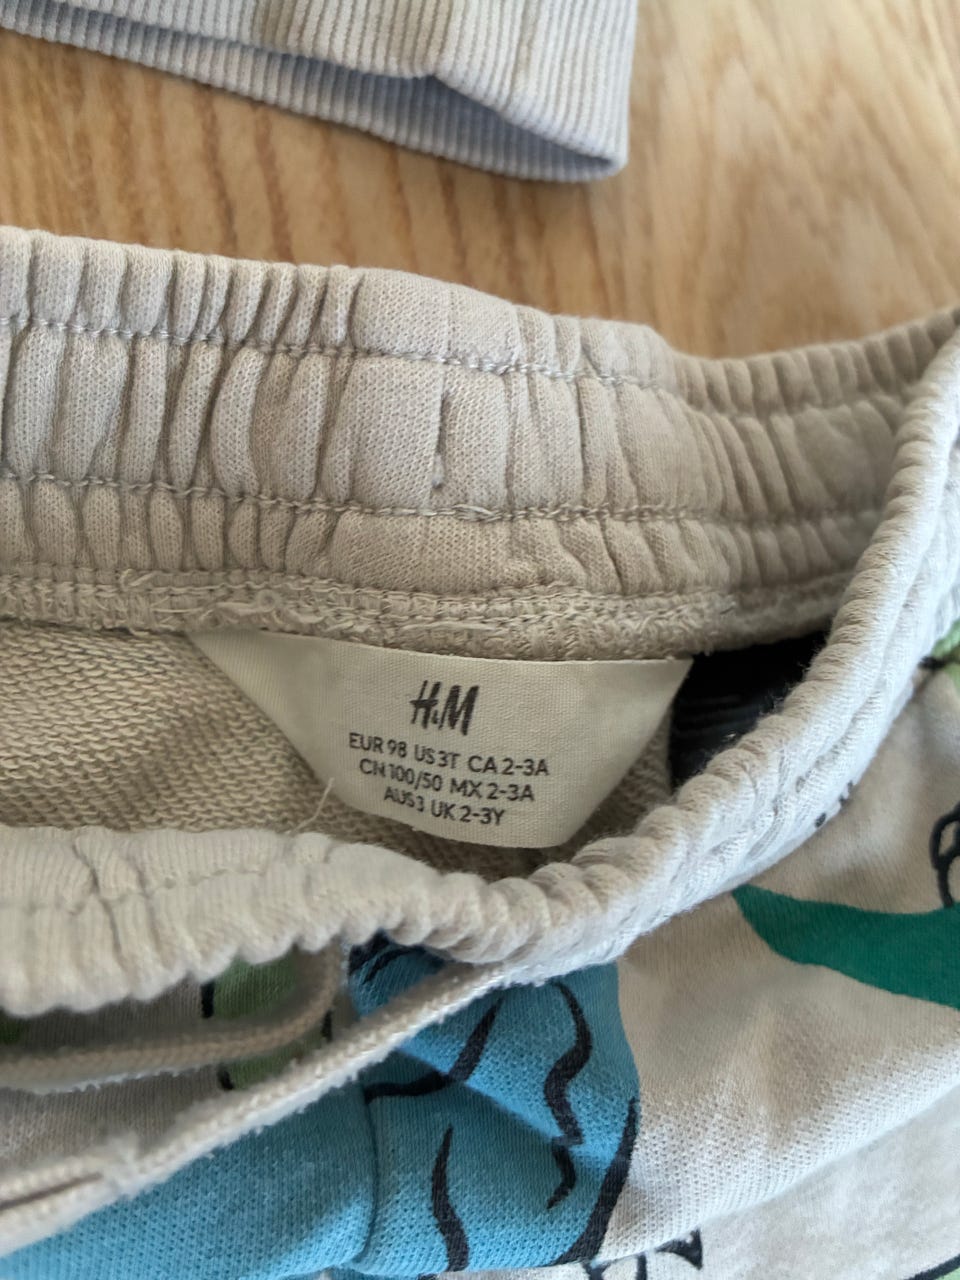 H&M
EUR 98 US 3T CA 2-3A
CN 100/50 MX 2-3A
AUS 3 UK 2-3Y